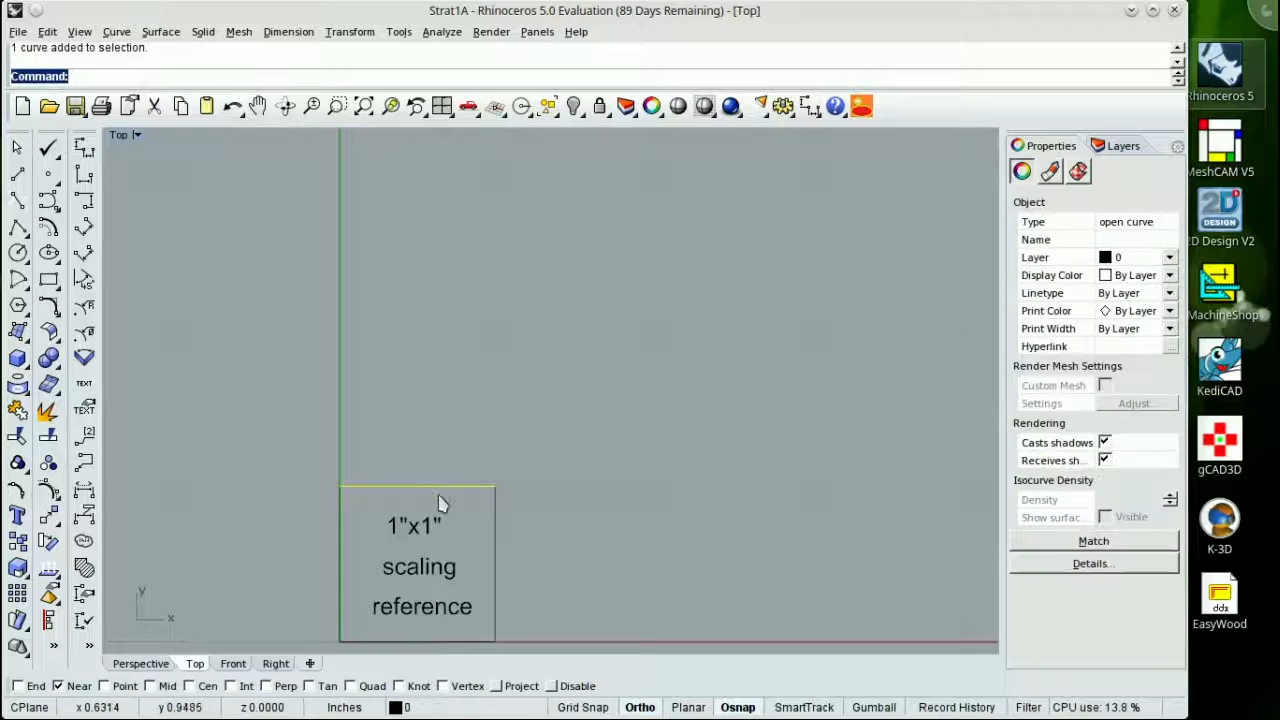 Strat1A - Rhinoceros 5.0 Evaluation (89 Days Remaining) - [Top]
File Edit View Curve Surface Solid Mesh Dimension Transform Tools Analyze Render Panels Help
1 curve added to selection.
Command:
Top
Properties Layers
Object
Type open curve
Name
Layer 0
Display Color By Layer
Linetype By Layer
Print Color By Layer
Print Width By Layer
Hyperlink ...
Render Mesh Settings
Custom Mesh
Settings Adjust...
Rendering
Casts shadows
Receives sh...
Isocurve Density
Density
Show surfac... Visible
Match
Details...
TEXT
TEXT
1"x1"
scaling
reference
y
x
Perspective Top Front Right
End Near Point Mid Cen Int Perp Tan Quad Knot Vertex Project Disable
CPlane x 0.6314 y 0.9485 z 0.0000 Inches 0 Grid Snap Ortho Planar Osnap SmartTrack Gumball Record History Filter CPU use: 13.8 %
Rhinoceros 5
MeshCAM V5
2D DESIGN
2D Design V2
MachineShop
KediCAD
gCAD3D
K-3D
ddx
EasyWood